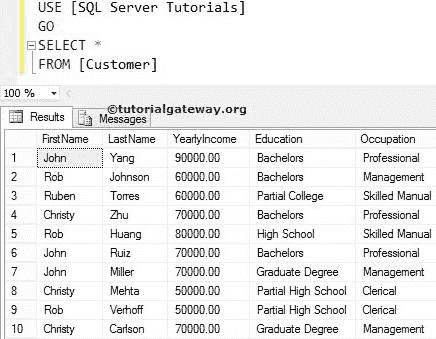 USE [SQL Server Tutorials]
GO
SELECT *
FROM [Customer]
100 %
©tutorialgateway.org
Results Messages
FirstName LastName YearlyIncome Education Occupation
1 John Yang 90000.00 Bachelors Professional
2 Rob Johnson 60000.00 Bachelors Management
3 Ruben Torres 60000.00 Partial College Skilled Manual
4 Christy Zhu 70000.00 Bachelors Professional
5 Rob Huang 80000.00 High School Skilled Manual
6 John Ruiz 70000.00 Bachelors Professional
7 John Miller 70000.00 Graduate Degree Management
8 Christy Mehta 50000.00 Partial High School Clerical
9 Rob Verhoff 50000.00 Partial High School Clerical
10 Christy Carlson 70000.00 Graduate Degree Management